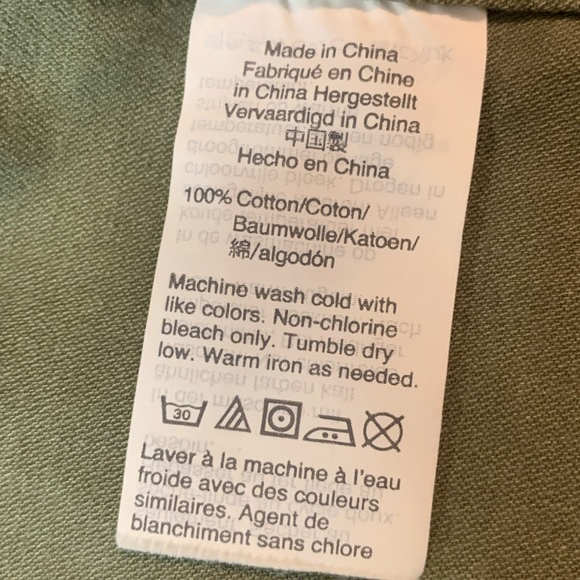 Made in China
Fabriqué en Chine
in China Hergestellt
Vervaardigd in China
中国製
Hecho en China
100% Cotton/Coton/
Baumwolle/Katoen/
綿/algodón
Machine wash cold with
like colors. Non-chlorine
bleach only. Tumble dry
low. Warm iron as needed.
30
Laver à la machine à l'eau
froide avec des couleurs
similaires. Agent de
blanchiment sans chlore